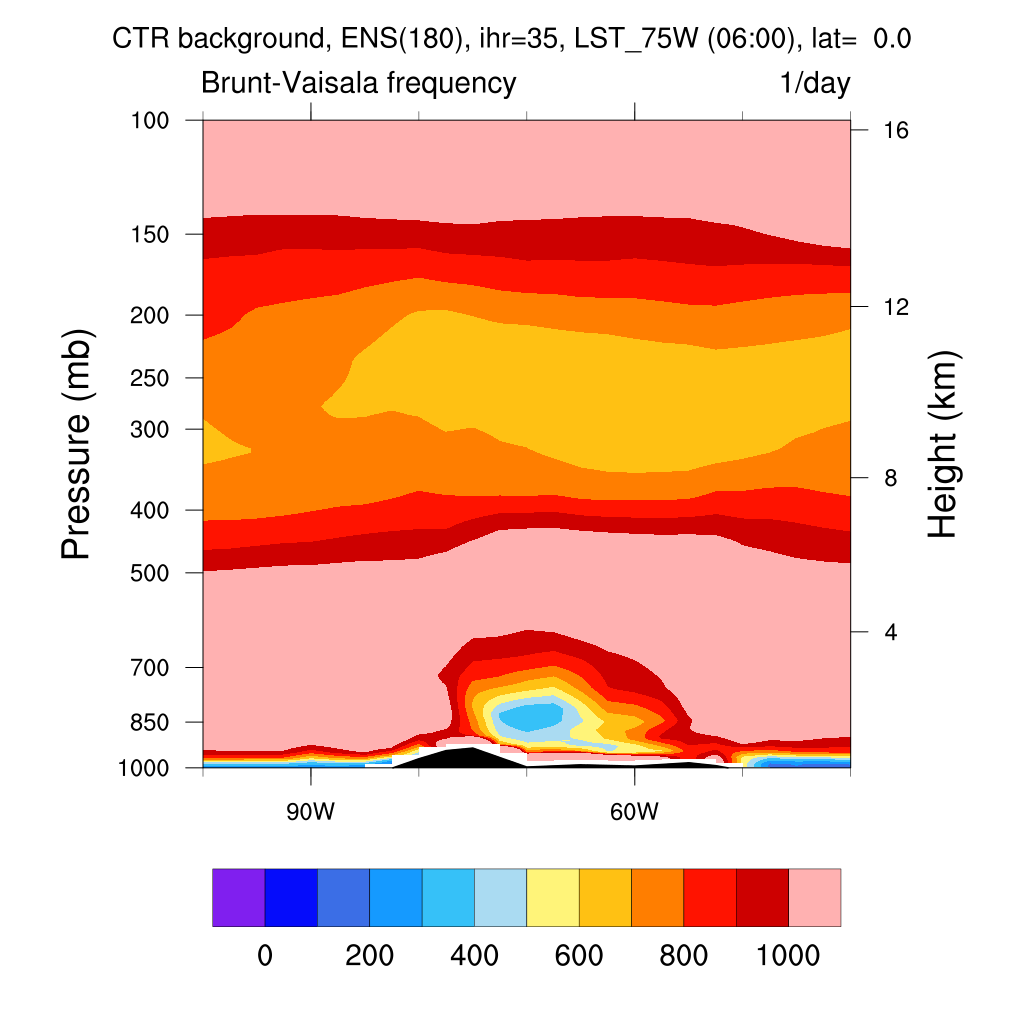 CTR background, ENS(180), ihr=35, LST_75W (06:00), lat=  0.0
Brunt-Vaisala frequency 1/day
100
150
200
250
300
400
500
700
850
1000
Pressure (mb)
16
12
8
4
Height (km)
90W 60W
0 200 400 600 800 1000